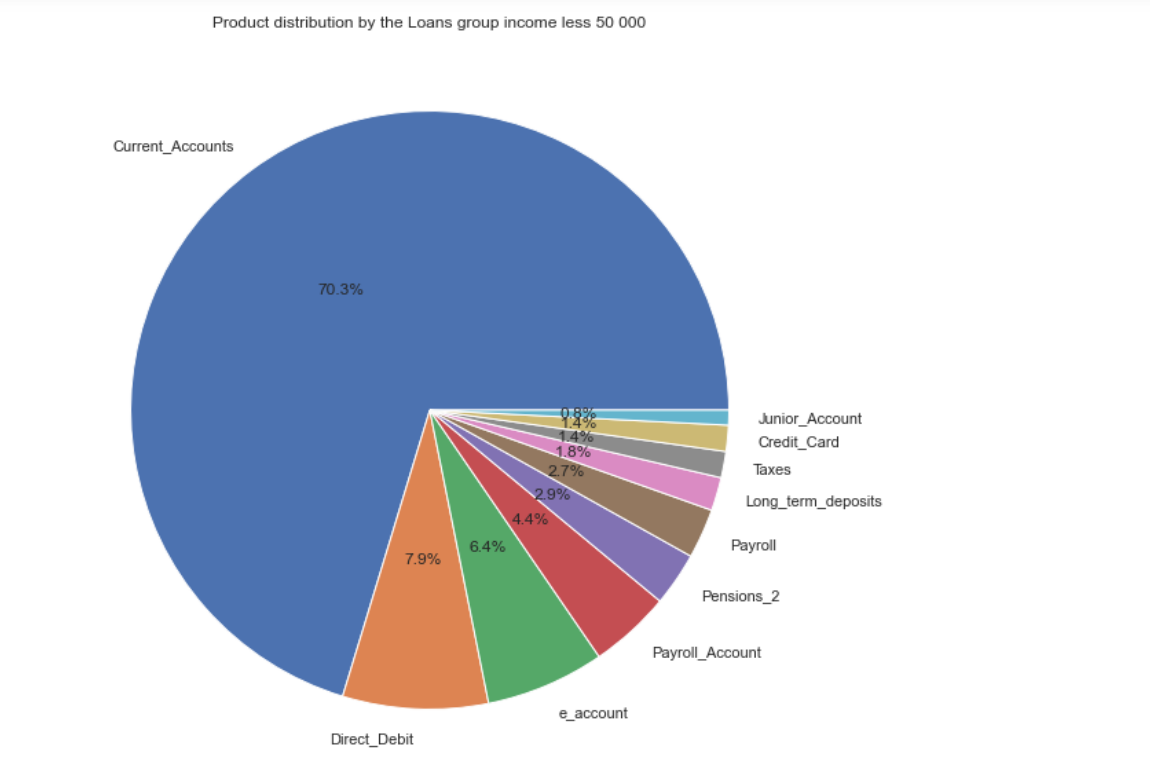 Product distribution by the Loans group income less 50 000
Current_Accounts
70.3%
0.8%
Junior_Account
1.4%
Credit_Card
1.4%
Taxes
1.8%
Long_term_deposits
2.7%
Payroll
2.9%
Pensions_2
4.4%
Payroll_Account
6.4%
e_account
7.9%
Direct_Debit